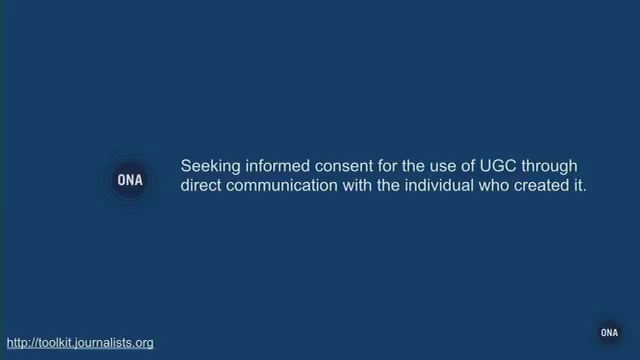 Seeking informed consent for the use of UGC through
ONA
direct communication with the individual who created it.
ONA
http://toolkit.journalists.org